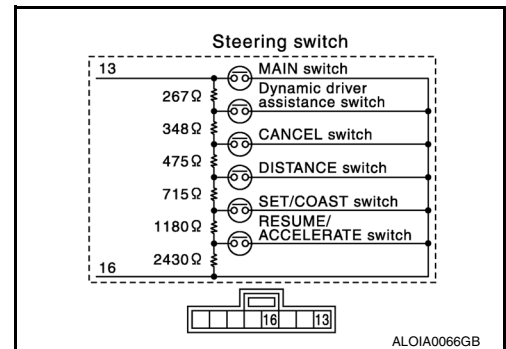 Steering switch
13
MAIN switch
267Ω
Dynamic driver
assistance switch
348Ω
CANCEL switch
475Ω
DISTANCE switch
715Ω
SET/COAST switch
1180Ω
RESUME/
ACCELERATE switch
2430Ω
16
16 13
ALOIA0066GB